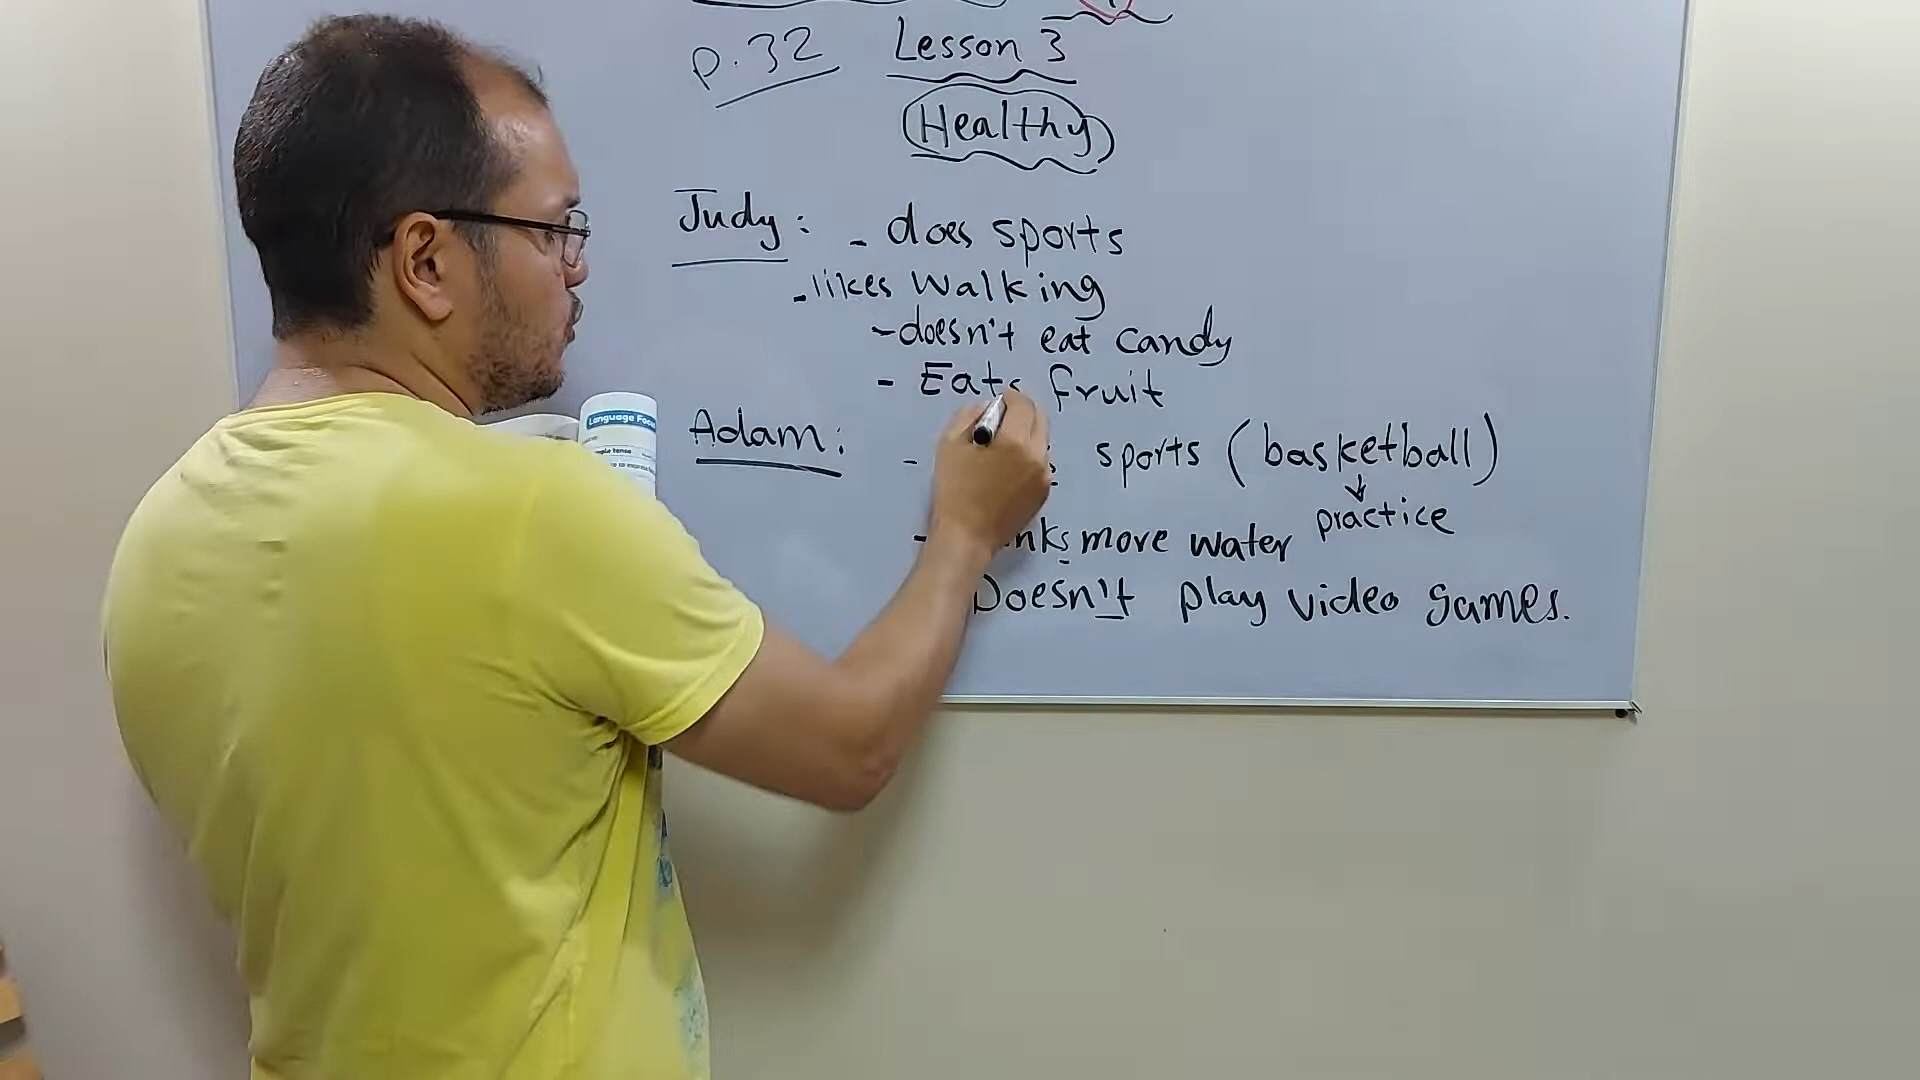 p.32 Lesson 3
Healthy
Judy: - does sports
- likes walking
- doesn't eat candy
- Eats fruit
Adam: - sports (basketball)
practice
- more water
Doesn't play video games.
Language Focu